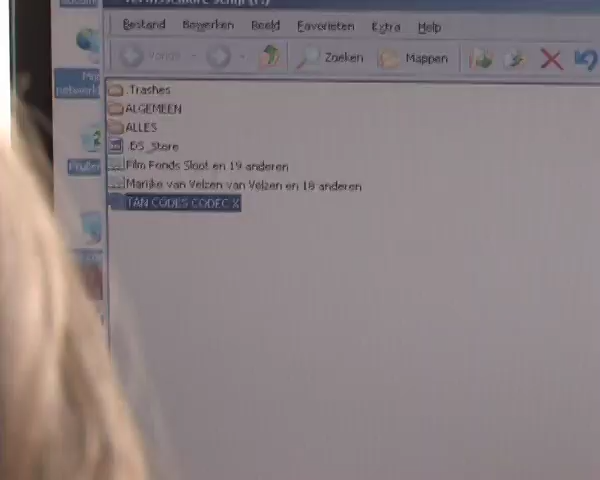 Bestand Bewerken Beeld Favorieten Extra Help
Zoeken Mappen
.Trashes
ALGEMEEN
ALLES
.DS_Store
Film Fonds Sloot en 19 anderen
Marijke van Velzen van Velzen en 18 anderen
TAN CODES CODEC X